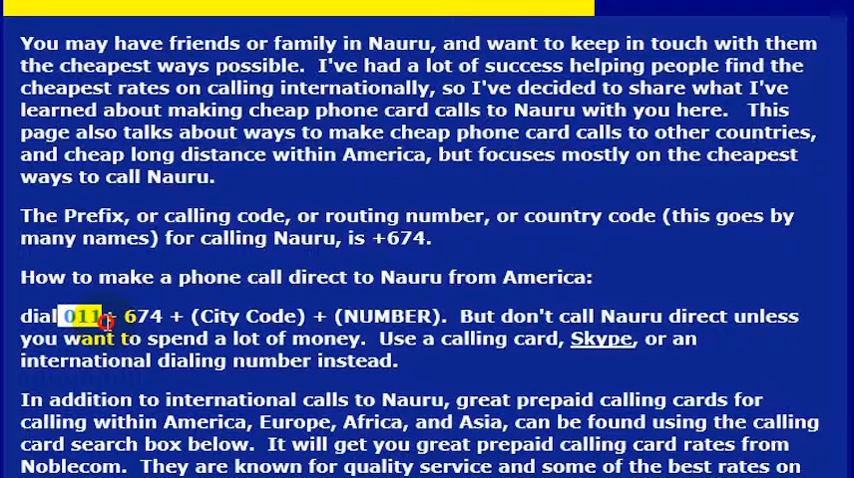 You may have friends or family in Nauru, and want to keep in touch with them
the cheapest ways possible.  I've had a lot of success helping people find the
cheapest rates on calling internationally, so I've decided to share what I've
learned about making cheap phone card calls to Nauru with you here.   This
page also talks about ways to make cheap phone card calls to other countries,
and cheap long distance within America, but focuses mostly on the cheapest
ways to call Nauru.
The Prefix, or calling code, or routing number, or country code (this goes by
many names) for calling Nauru, is +674.
How to make a phone call direct to Nauru from America:
dial 011+ 674 + (City Code) + (NUMBER).  But don't call Nauru direct unless
you want to spend a lot of money.  Use a calling card, Skype, or an
international dialing number instead.
In addition to international calls to Nauru, great prepaid calling cards for
calling within America, Europe, Africa, and Asia, can be found using the calling
card search box below.  It will get you great prepaid calling card rates from
Noblecom.  They are known for quality service and some of the best rates on